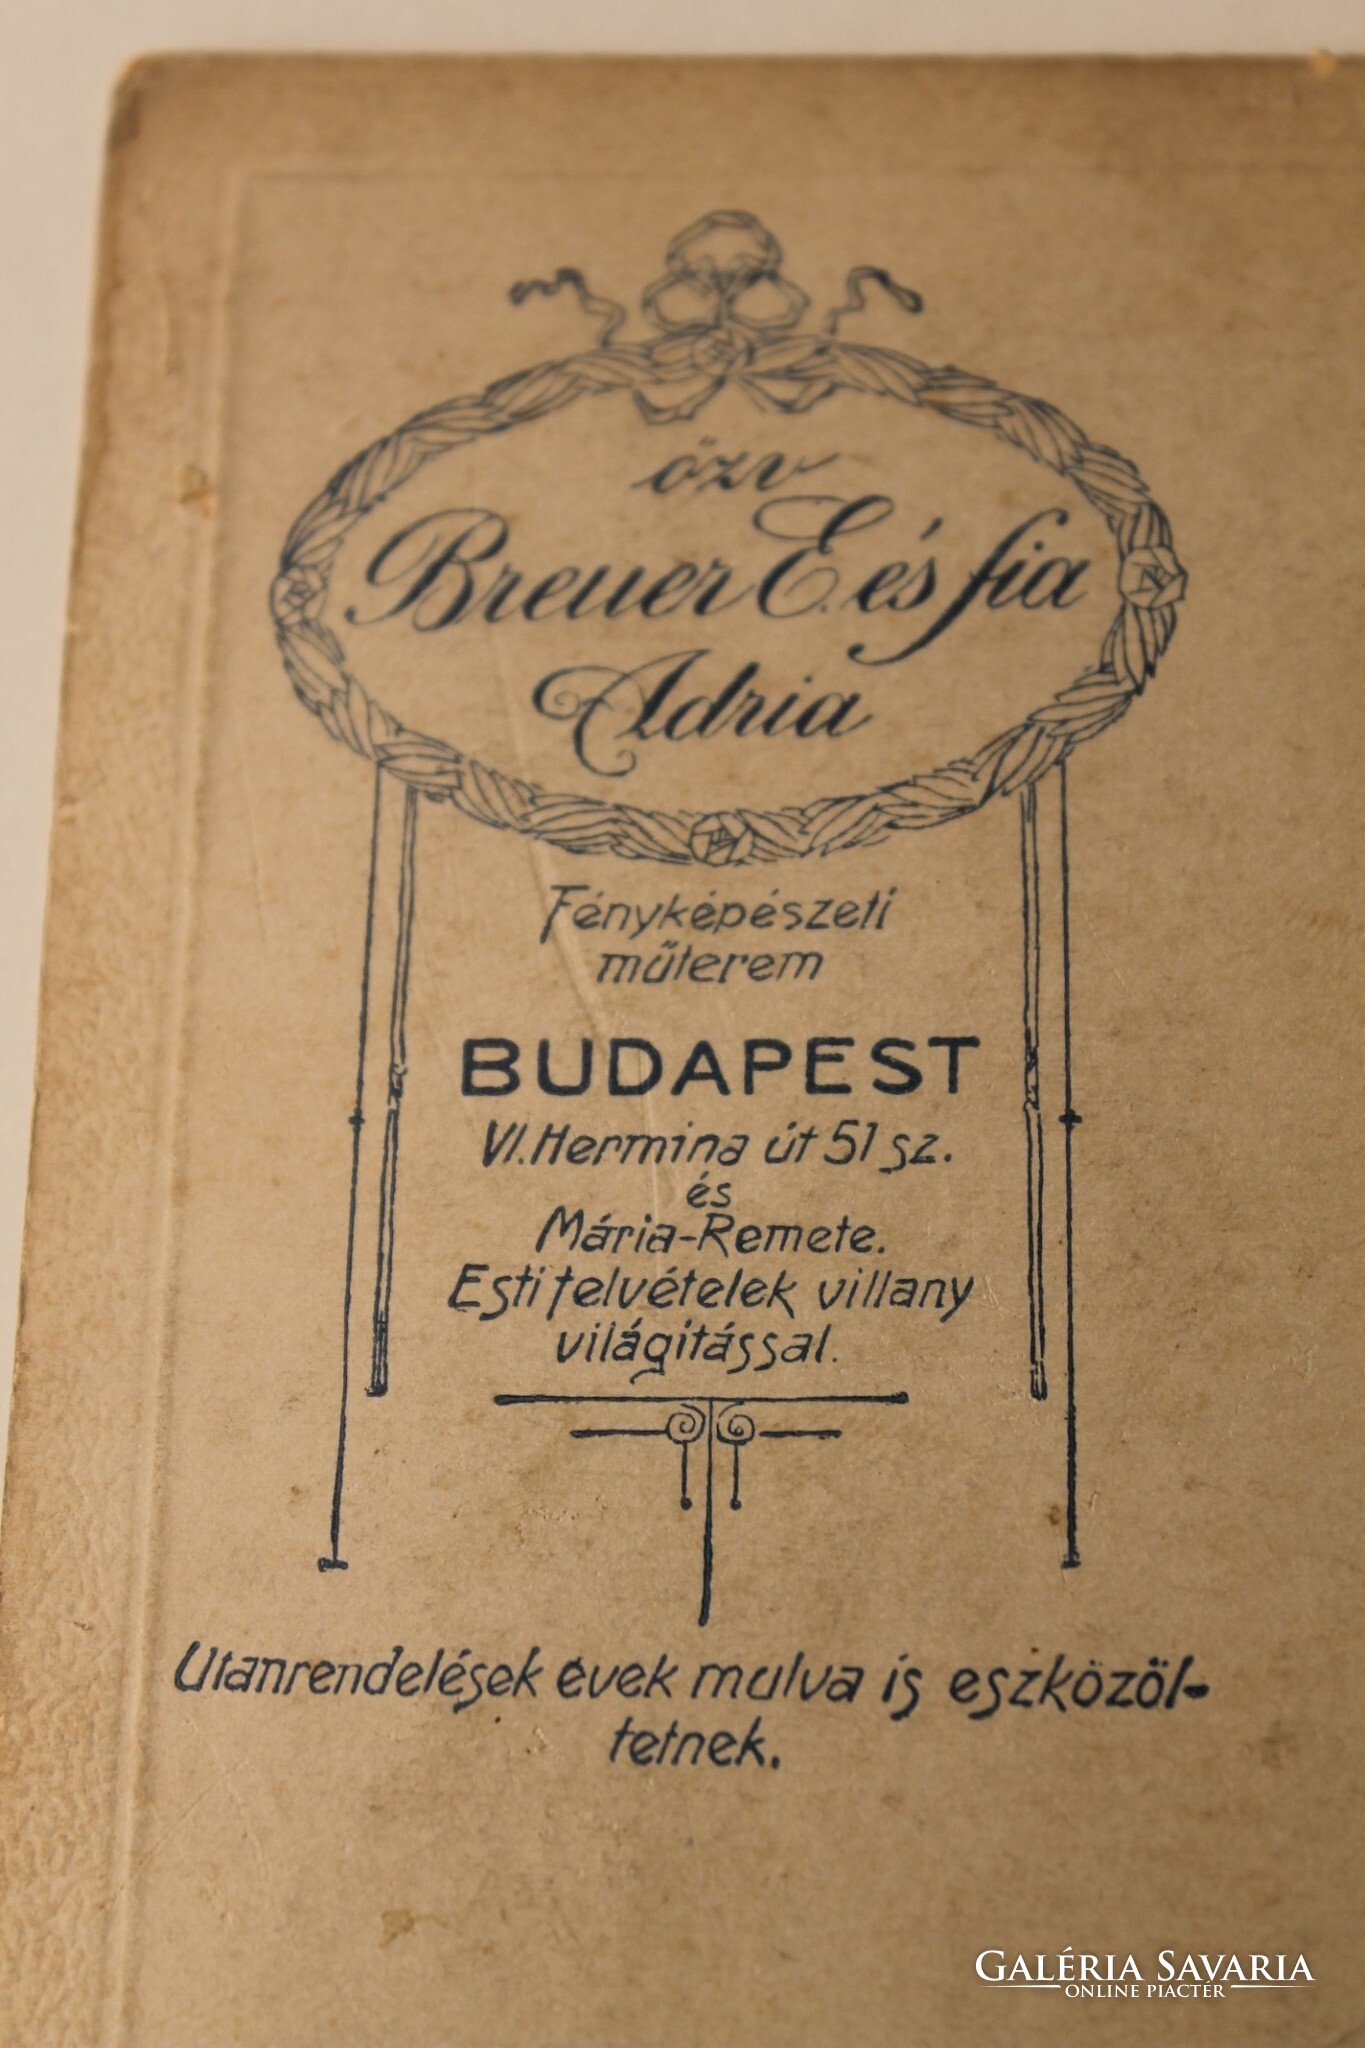 özv
Breuer E. és fia
Adria
Fényképészeti
műterem
BUDAPEST
VI. Hermina út 51 sz.
és
Mária-Remete.
Esti felvételek villany
világitással.
Utanrendelések évek mulva is eszközöl-
tetnek.
GALÉRIA SAVARIA
ONLINE PIACTÉR